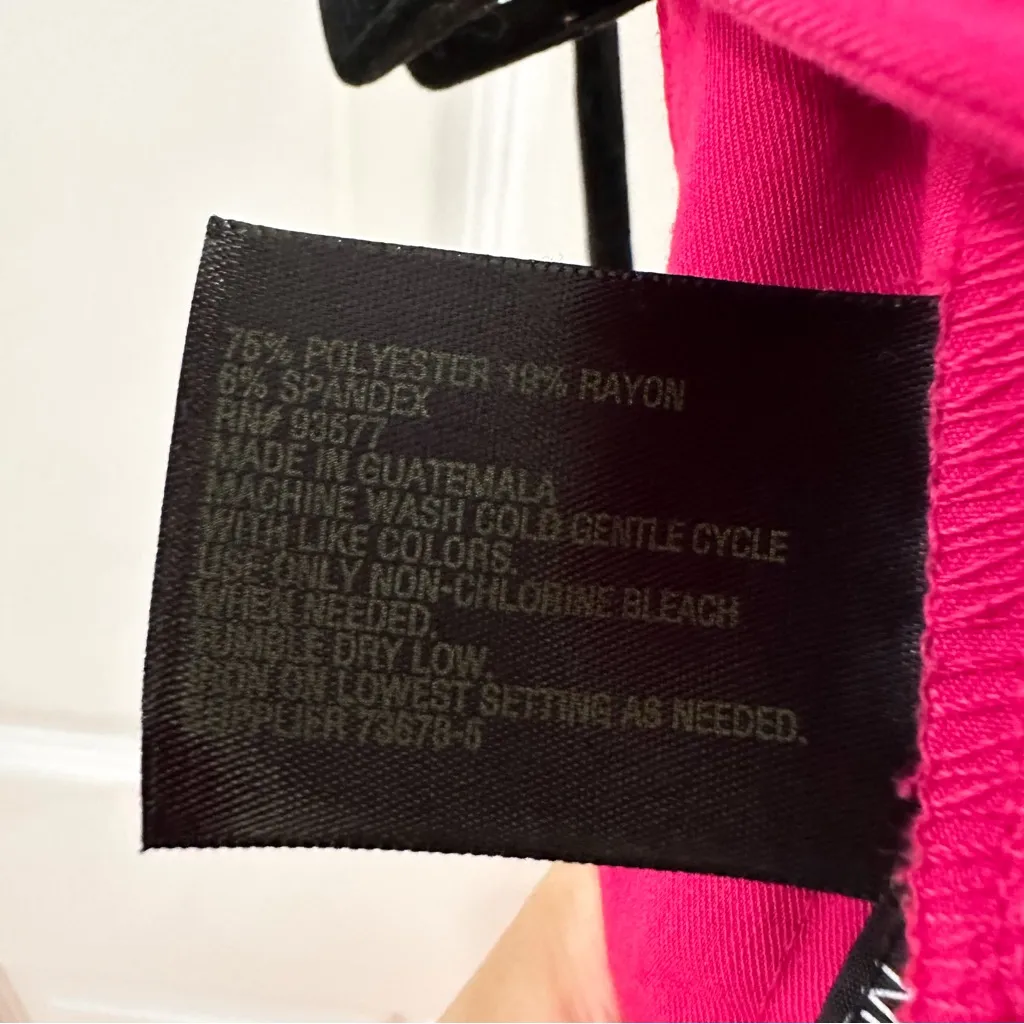 75% POLYESTER 19% RAYON
6% SPANDEX
RN# 93677
MADE IN GUATEMALA
MACHINE WASH COLD GENTLE CYCLE
WITH LIKE COLORS.
USE ONLY NON-CHLORINE BLEACH
WHEN NEEDED.
TUMBLE DRY LOW.
IRON ON LOWEST SETTING AS NEEDED.
SUPPLIER 73678-6